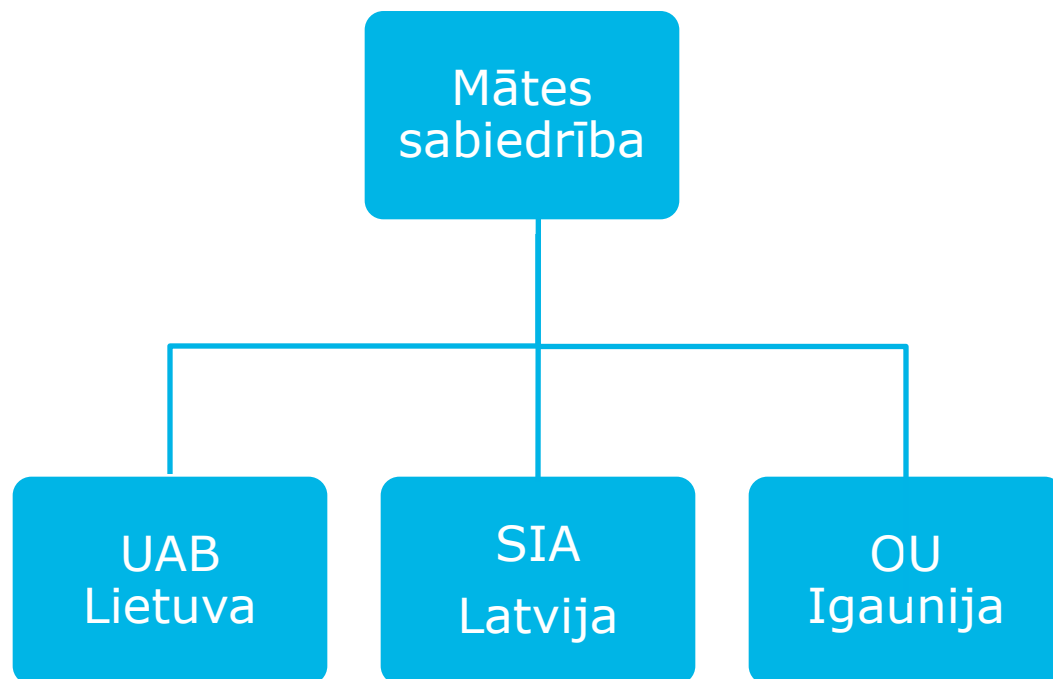 Mātes
sabiedrība
UAB
Lietuva
SIA
Latvija
OU
Igaunija